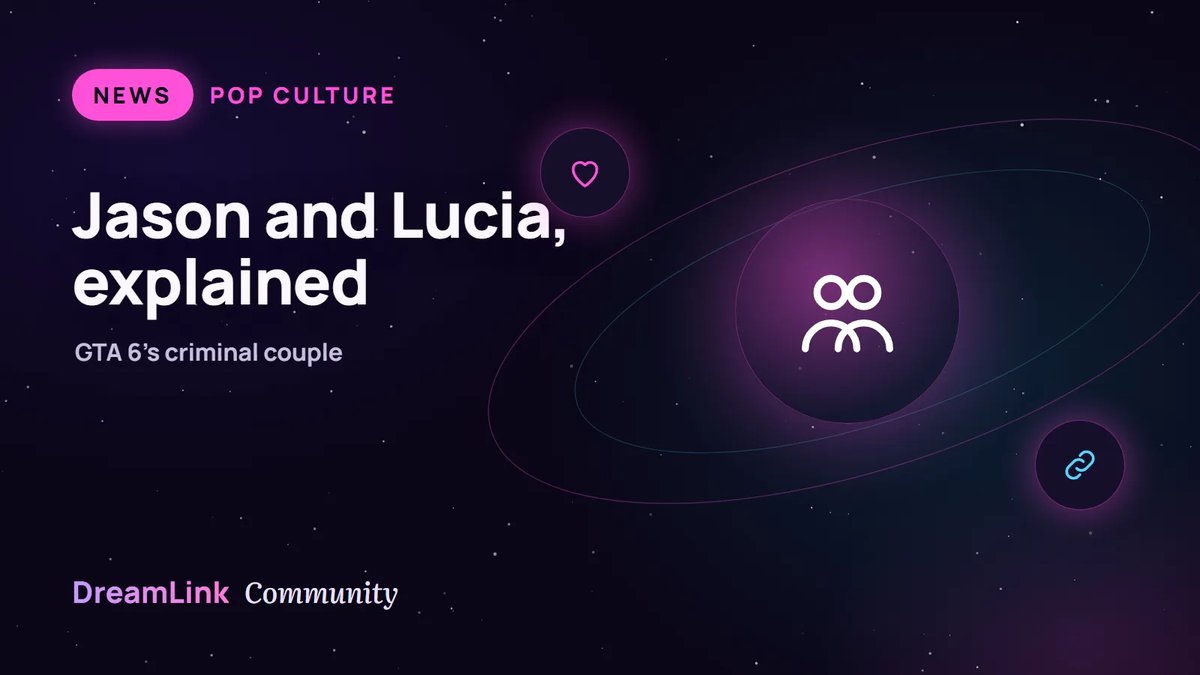 NEWS POP CULTURE
Jason and Lucia,
explained
GTA 6’s criminal couple
DreamLink Community